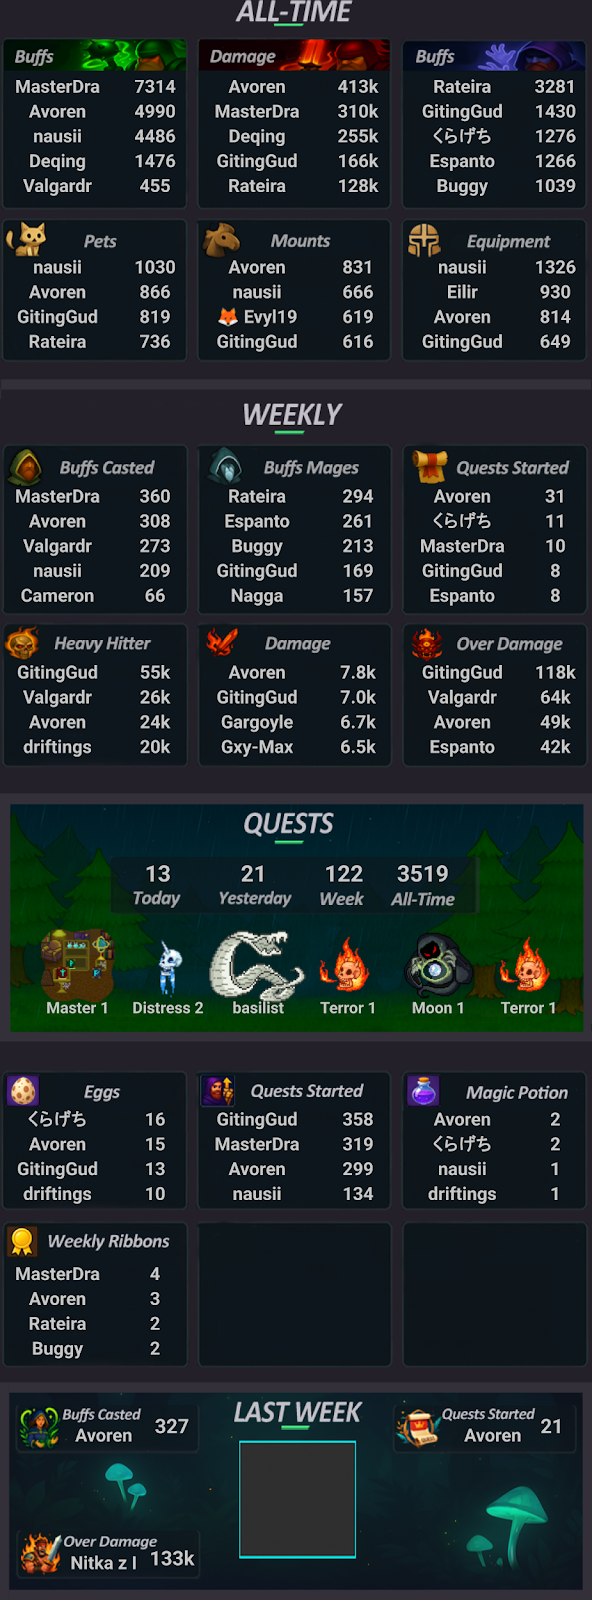 ALL-TIME
Buffs
MasterDra 7314
Avoren 4990
nausii 4486
Deqing 1476
Valgardr 455
Damage
Avoren 413k
MasterDra 310k
Deqing 255k
GitingGud 166k
Rateira 128k
Buffs
Rateira 3281
GitingGud 1430
くらげち 1276
Espanto 1266
Buggy 1039
Pets
nausii 1030
Avoren 866
GitingGud 819
Rateira 736
Mounts
Avoren 831
nausii 666
🦊 Evyl19 619
GitingGud 616
Equipment
nausii 1326
Eilir 930
Avoren 814
GitingGud 649
WEEKLY
Buffs Casted
MasterDra 360
Avoren 308
Valgardr 273
nausii 209
Cameron 66
Buffs Mages
Rateira 294
Espanto 261
Buggy 213
GitingGud 169
Nagga 157
Quests Started
Avoren 31
くらげち 11
MasterDra 10
GitingGud 8
Espanto 8
Heavy Hitter
GitingGud 55k
Valgardr 26k
Avoren 24k
driftings 20k
Damage
Avoren 7.8k
GitingGud 7.0k
Gargoyle 6.7k
Gxy-Max 6.5k
Over Damage
GitingGud 118k
Valgardr 64k
Avoren 49k
Espanto 42k
QUESTS
13 21 122 3519
Today Yesterday Week All-Time
Master 1 Distress 2 basilist Terror 1 Moon 1 Terror 1
Eggs
くらげち 16
Avoren 15
GitingGud 13
driftings 10
Quests Started
GitingGud 358
MasterDra 319
Avoren 299
nausii 134
Magic Potion
Avoren 2
くらげち 2
nausii 1
driftings 1
Weekly Ribbons
MasterDra 4
Avoren 3
Rateira 2
Buggy 2
LAST WEEK
Buffs Casted
Avoren 327
Quests Started
Avoren 21
Over Damage
Nitka z l 133k